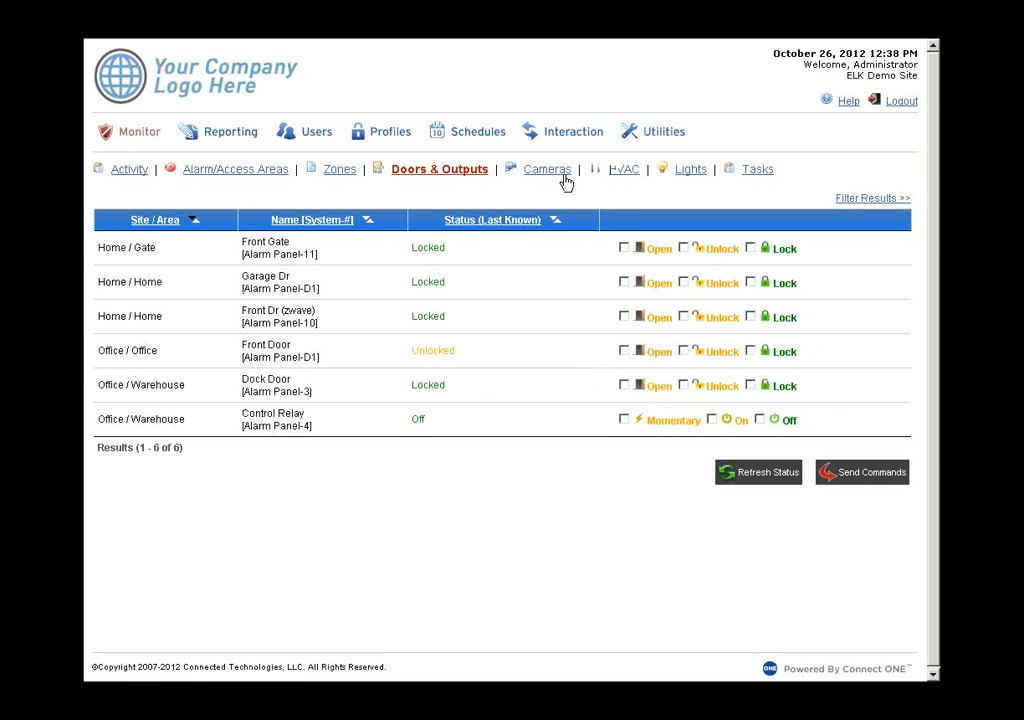 Your Company
Logo Here
October 26, 2012 12:38 PM
Welcome, Administrator
ELK Demo Site
Help Logout
Monitor Reporting Users Profiles 10 Schedules Interaction Utilities
Activity | Alarm/Access Areas | Zones | Doors & Outputs | Cameras | H\/AC | Lights | Tasks
Filter Results >>
Site / Area Name [System-#] Status (Last Known)
Home / Gate Front Gate [Alarm Panel-11] Locked Open Unlock Lock
Home / Home Garage Dr [Alarm Panel-D1] Locked Open Unlock Lock
Home / Home Front Dr (zwave) [Alarm Panel-10] Locked Open Unlock Lock
Office / Office Front Door [Alarm Panel-D1] Unlocked Open Unlock Lock
Office / Warehouse Dock Door [Alarm Panel-3] Locked Open Unlock Lock
Office / Warehouse Control Relay [Alarm Panel-4] Off Momentary On Off
Results (1 - 6 of 6)
Refresh Status Send Commands
©Copyright 2007-2012 Connected Technologies, LLC. All Rights Reserved.
ONE Powered By Connect ONE™